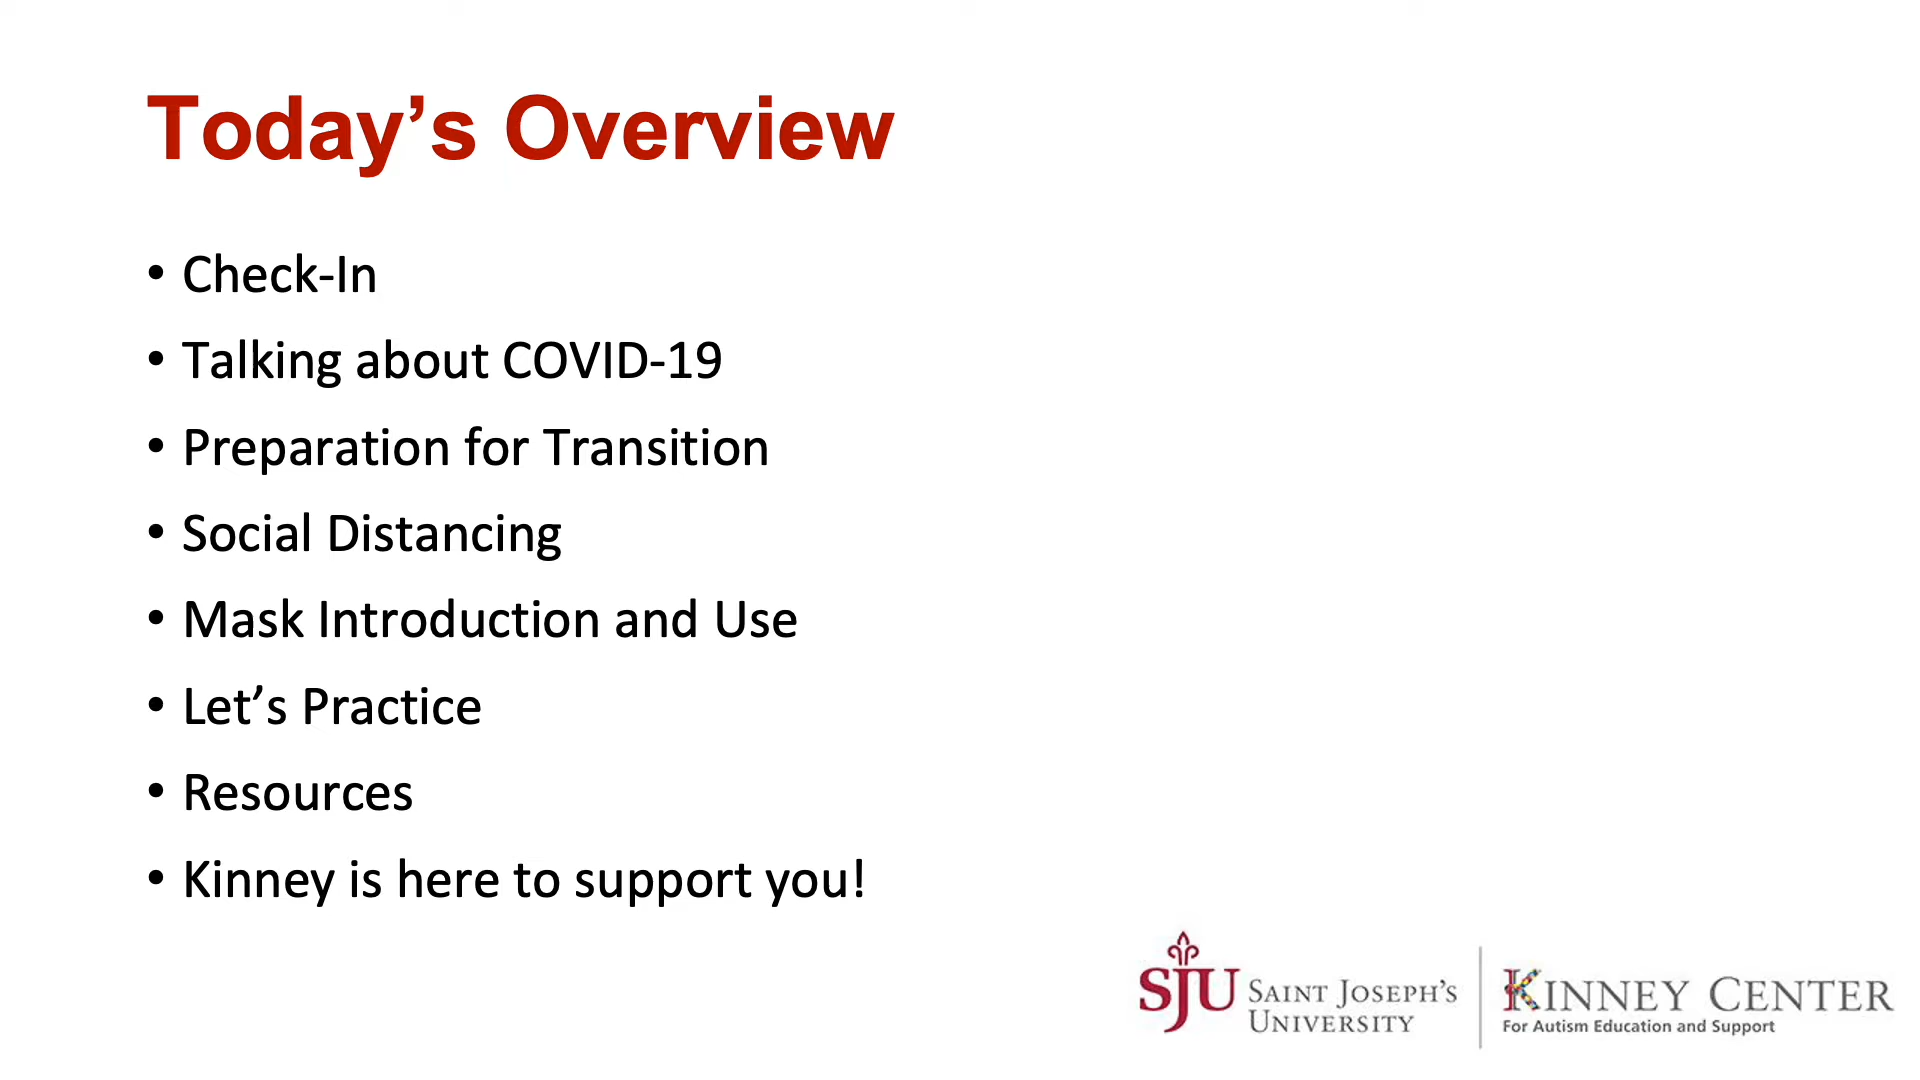 Today’s Overview
• Check-In
• Talking about COVID-19
• Preparation for Transition
• Social Distancing
• Mask Introduction and Use
• Let’s Practice
• Resources
• Kinney is here to support you!
SJU SAINT JOSEPH'S
UNIVERSITY
KINNEY CENTER
For Autism Education and Support